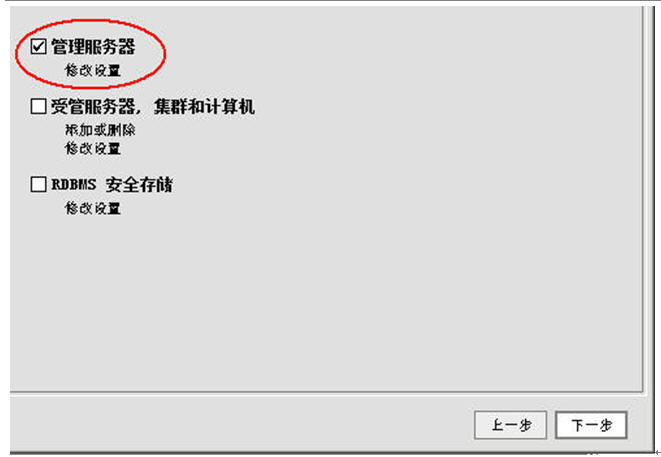 管理服务器
修改设置
受管服务器, 集群和计算机
添加或删除
修改设置
RDBMS 安全存储
修改设置
上一步 下一步